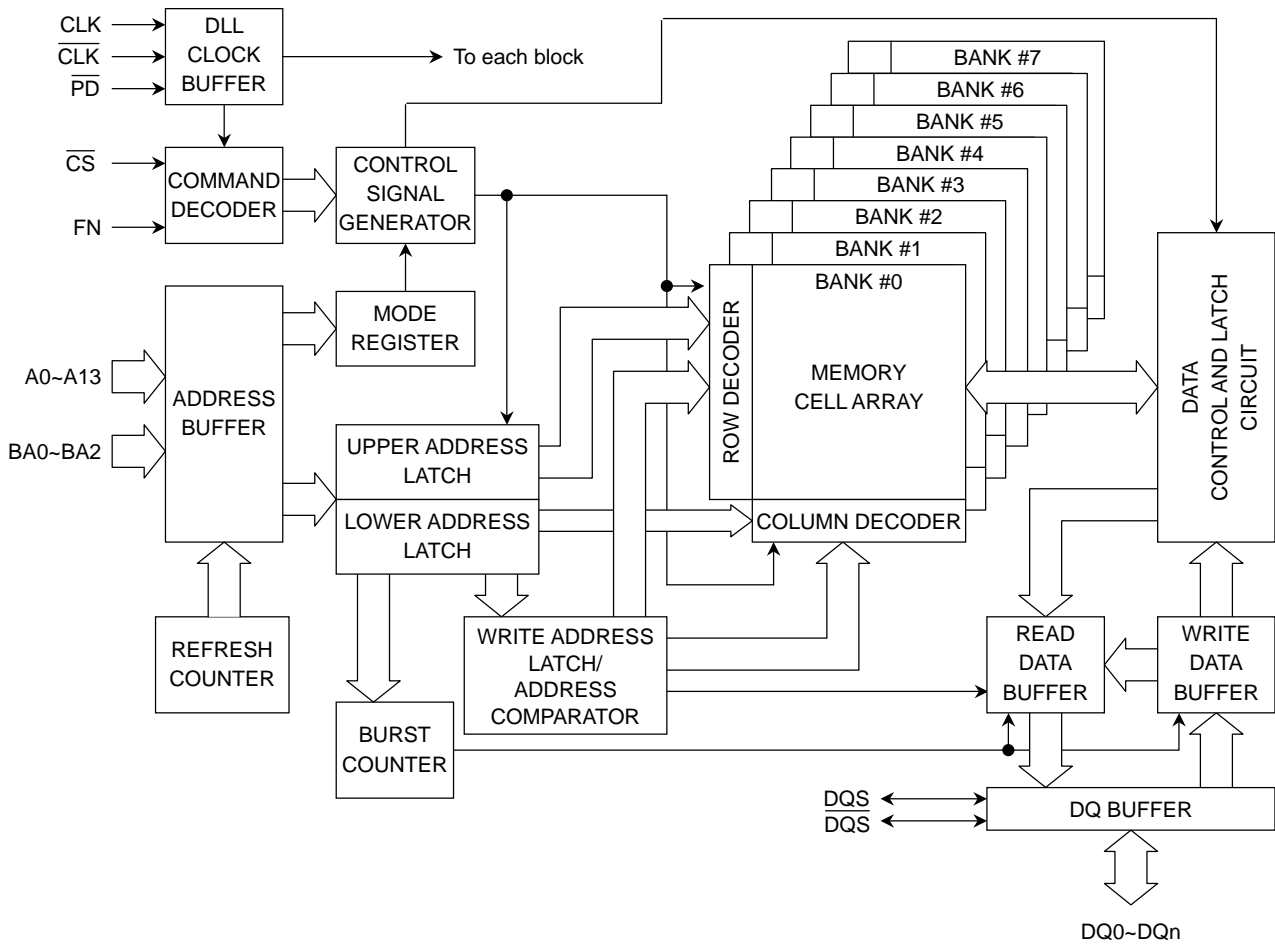 CLK
CLK
PD
DLL
CLOCK
BUFFER
To each block
CS
FN
COMMAND
DECODER
CONTROL
SIGNAL
GENERATOR
MODE
REGISTER
A0~A13
BA0~BA2
ADDRESS
BUFFER
UPPER ADDRESS
LATCH
LOWER ADDRESS
LATCH
REFRESH
COUNTER
BURST
COUNTER
WRITE ADDRESS
LATCH/
ADDRESS
COMPARATOR
BANK #7
BANK #6
BANK #5
BANK #4
BANK #3
BANK #2
BANK #1
BANK #0
ROW DECODER
MEMORY
CELL ARRAY
COLUMN DECODER
DATA
CONTROL AND LATCH
CIRCUIT
READ
DATA
BUFFER
WRITE
DATA
BUFFER
DQS
DQS
DQ BUFFER
DQ0~DQn